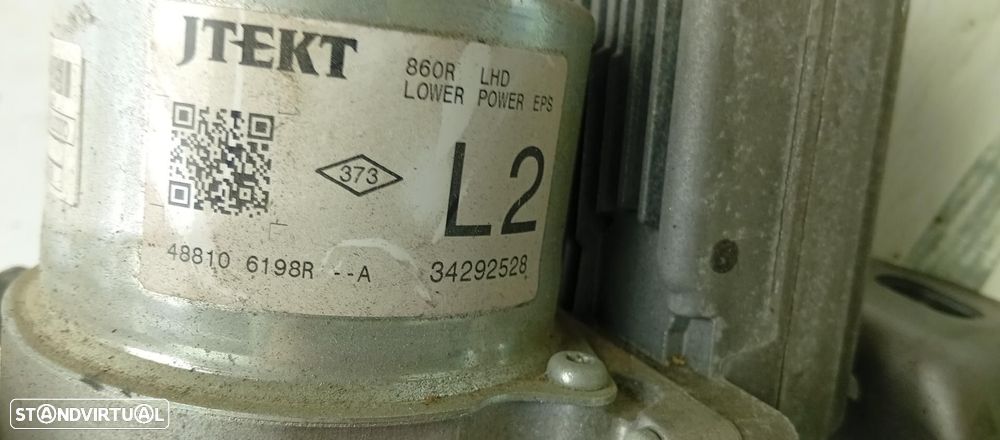 JTEKT
860R LHD
LOWER POWER EPS
373
L2
48810 6198R --A
34292528
STANDVIRTUAL